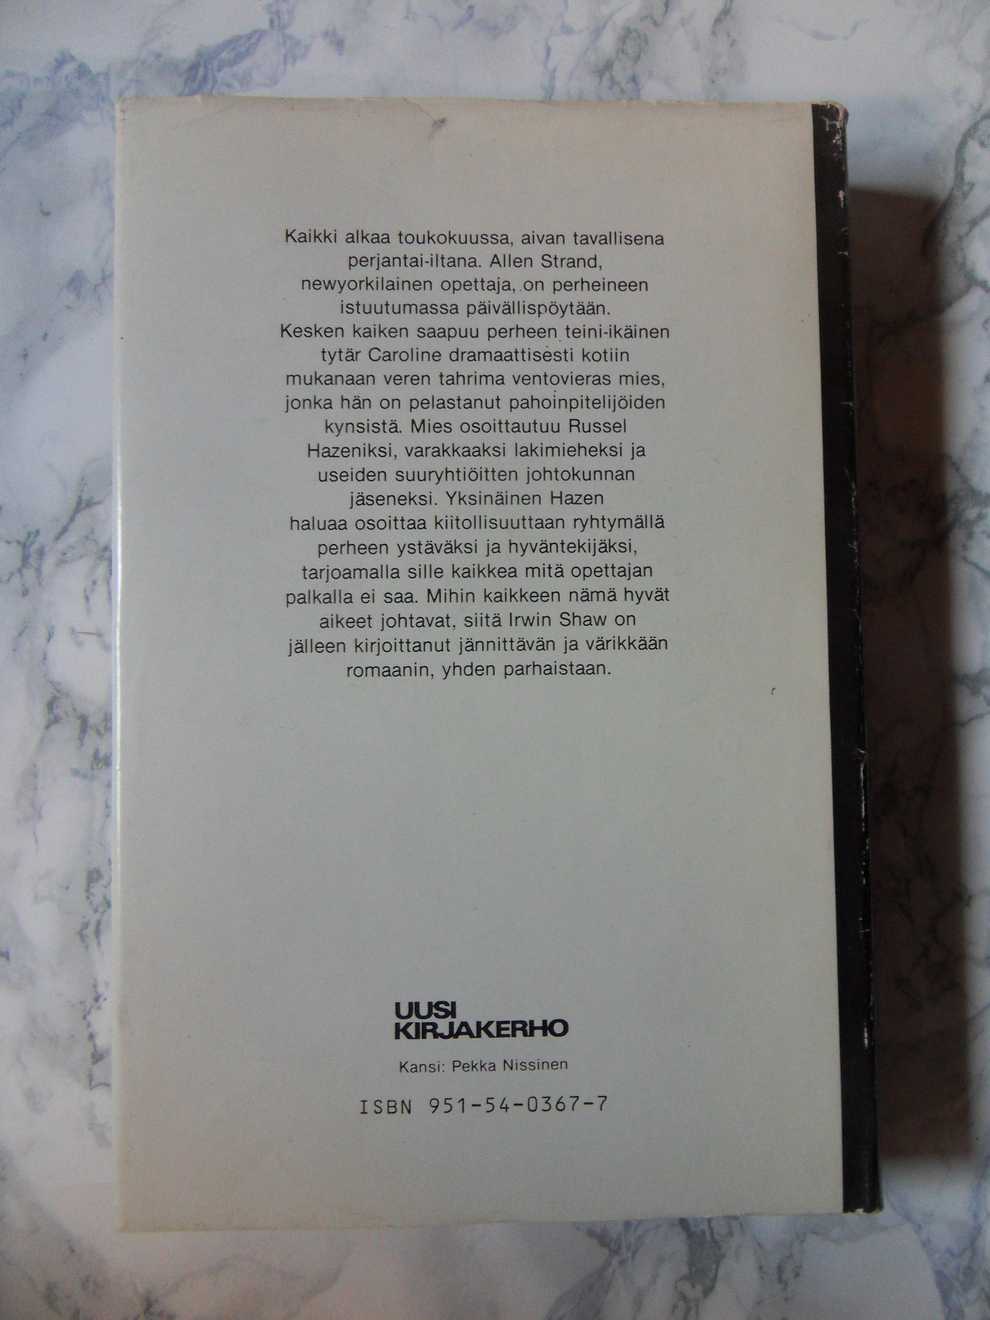 Kaikki alkaa toukokuussa, aivan tavallisena
perjantai-iltana. Allen Strand,
newyorkilainen opettaja, on perheineen
istuutumassa päivällispöytään.
Kesken kaiken saapuu perheen teini-ikäinen
tytär Caroline dramaattisesti kotiin
mukanaan veren tahrima ventovieras mies,
jonka hän on pelastanut pahoinpitelijöiden
kynsistä. Mies osoittautuu Russel
Hazeniksi, varakkaaksi lakimieheksi ja
useiden suuryhtiöitten johtokunnan
jäseneksi. Yksinäinen Hazen
haluaa osoittaa kiitollisuuttaan ryhtymällä
perheen ystäväksi ja hyväntekijäksi,
tarjoamalla sille kaikkea mitä opettajan
palkalla ei saa. Mihin kaikkeen nämä hyvät
aikeet johtavat, siitä Irwin Shaw on
jälleen kirjoittanut jännittävän ja värikkään
romaanin, yhden parhaistaan.
UUSI
KIRJAKERHO
Kansi: Pekka Nissinen
ISBN 951-54-0367-7